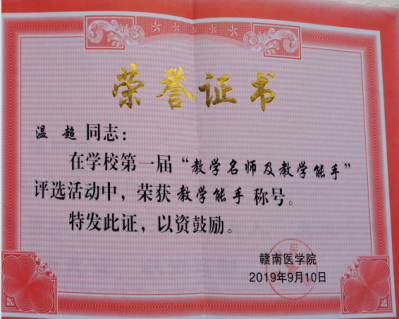 荣誉证书
温超同志：
在学校第一届“教学名师及教学能手”
评选活动中，荣获教学能手称号。
特发此证，以资鼓励。
赣南医学院
2019年9月10日